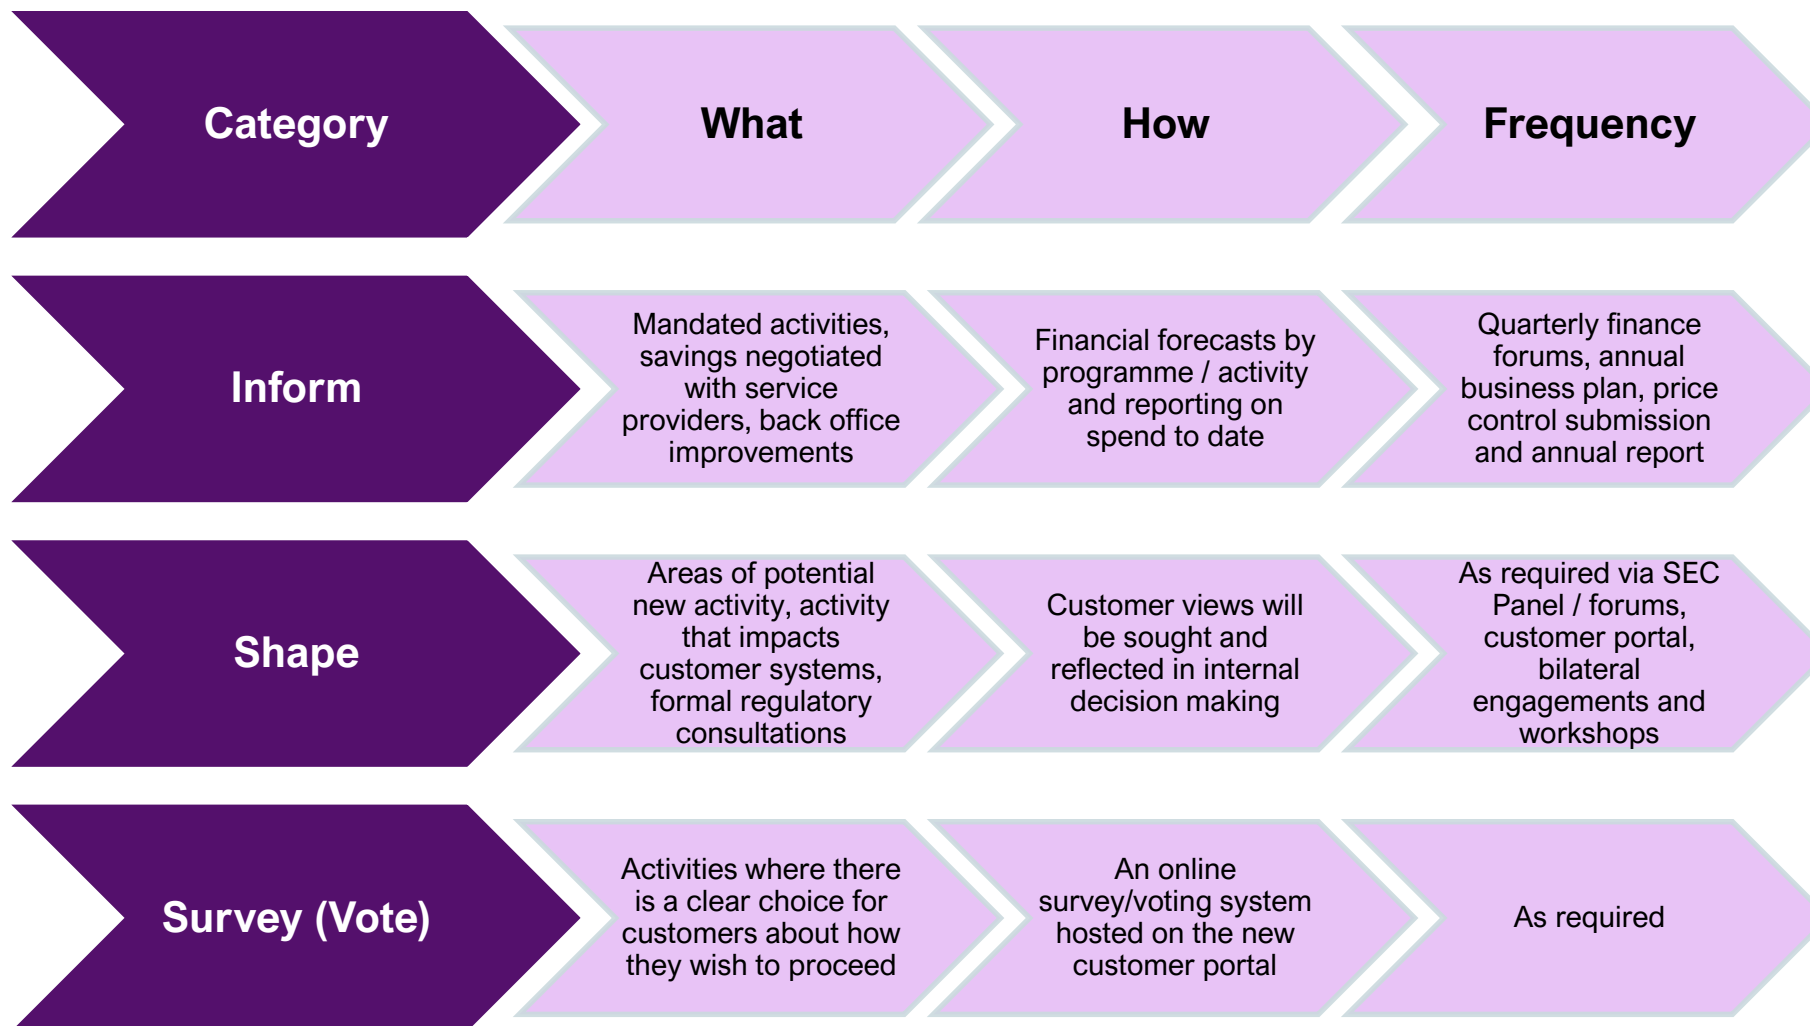 Category
What
How
Frequency
Inform
Mandated activities,
savings negotiated
with service
providers, back office
improvements
Financial forecasts by
programme / activity
and reporting on
spend to date
Quarterly finance
forums, annual
business plan, price
control submission
and annual report
Shape
Areas of potential
new activity, activity
that impacts
customer systems,
formal regulatory
consultations
Customer views will
be sought and
reflected in internal
decision making
As required via SEC
Panel / forums,
customer portal,
bilateral
engagements and
workshops
Survey (Vote)
Activities where there
is a clear choice for
customers about how
they wish to proceed
An online
survey/voting system
hosted on the new
customer portal
As required